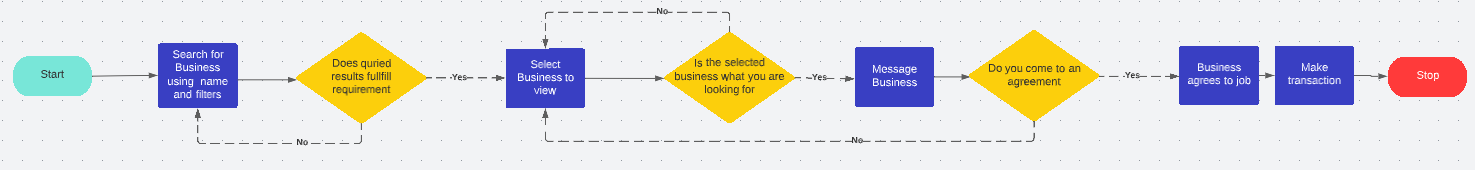 Start
Search for
Business
using name
and filters
Does quried
results fullfill
requirement
No
Yes
Select
Business to
view
No
Is the selected
business what you are
looking for
Yes
Message
Business
Do you come to an
agreement
No
Yes
Business
agrees to job
Make
transaction
Stop